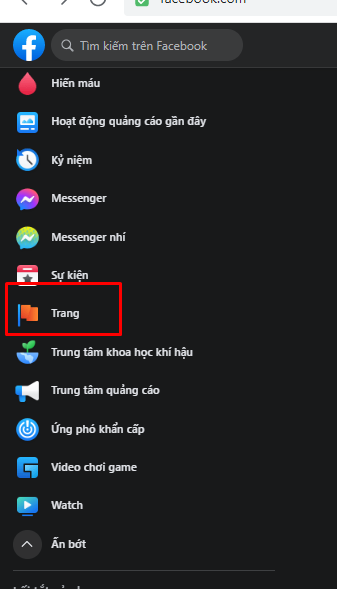 facebook.com
Tìm kiếm trên Facebook
Hiến máu
Hoạt động quảng cáo gần đây
Kỷ niệm
Messenger
Messenger nhí
Sự kiện
Trang
Trung tâm khoa học khí hậu
Trung tâm quảng cáo
Ứng phó khẩn cấp
Video chơi game
Watch
Ẩn bớt